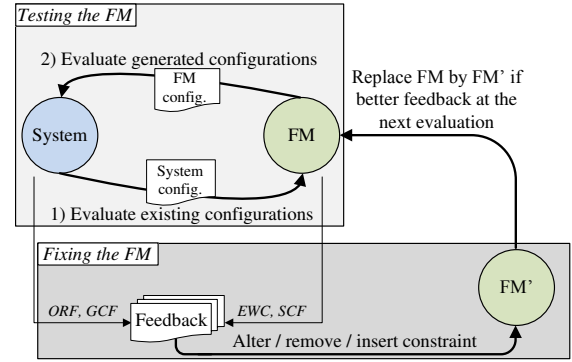 Testing the FM
2) Evaluate generated configurations
FM
config.
System
FM
System
config.
1) Evaluate existing configurations
Replace FM by FM’ if
better feedback at the
next evaluation
Fixing the FM
FM’
ORF, GCF
Feedback
EWC, SCF
Alter / remove / insert constraint